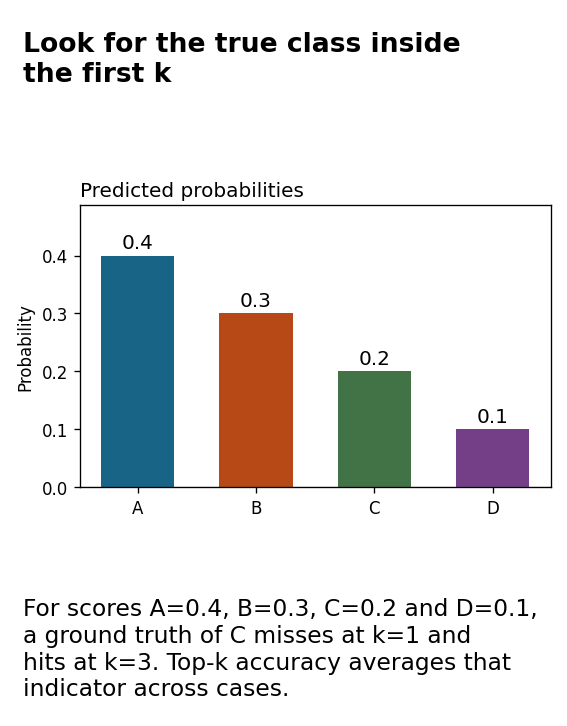 Look for the true class inside
the first k
Predicted probabilities
Probability
0.4
0.3
0.2
0.1
0.0
0.4
0.3
0.2
0.1
A
B
C
D
For scores A=0.4, B=0.3, C=0.2 and D=0.1,
a ground truth of C misses at k=1 and
hits at k=3. Top-k accuracy averages that
indicator across cases.